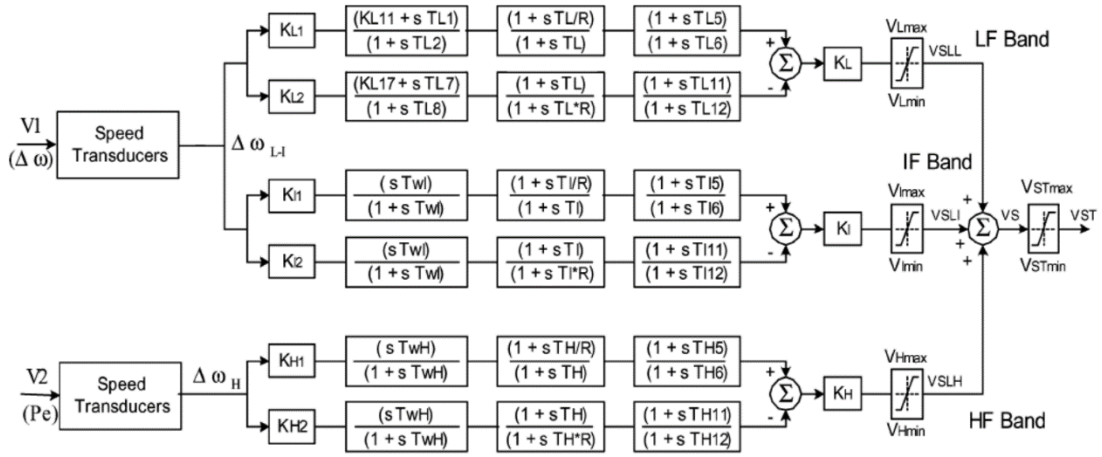 KL1
(KL11 + s TL1)
(1 + s TL2)
(1 + s TL/R)
(1 + s TL)
(1 + s TL5)
(1 + s TL6)
+
Σ
-
KL
VLmax
VSLL
VLmin
LF Band
KL2
(KL17 + s TL7)
(1 + s TL8)
(1 + s TL)
(1 + s TL*R)
(1 + s TL11)
(1 + s TL12)
V1
(Δ ω)
Speed
Transducers
Δ ω L-I
IF Band
KI1
(s TwI)
(1 + s TwI)
(1 + s TI/R)
(1 + s TI)
(1 + s TI5)
(1 + s TI6)
+
Σ
-
KI
VImax
VSLI
VImin
+
+
+
Σ
VS
VSTmax
VST
VSTmin
KI2
(sTwI)
(1 + s TwI)
(1 + s TI)
(1 + s TI*R)
(1 + s TI11)
(1 + s TI12)
V2
(Pe)
Speed
Transducers
Δ ω H
KH1
(s TwH)
(1 + s TwH)
(1 + s TH/R)
(1 + s TH)
(1 + s TH5)
(1 + s TH6)
+
Σ
-
KH
VHmax
VSLH
VHmin
HF Band
KH2
(sTwH)
(1 + s TwH)
(1 + s TH)
(1 + s TH*R)
(1 + s TH11)
(1 + s TH12)